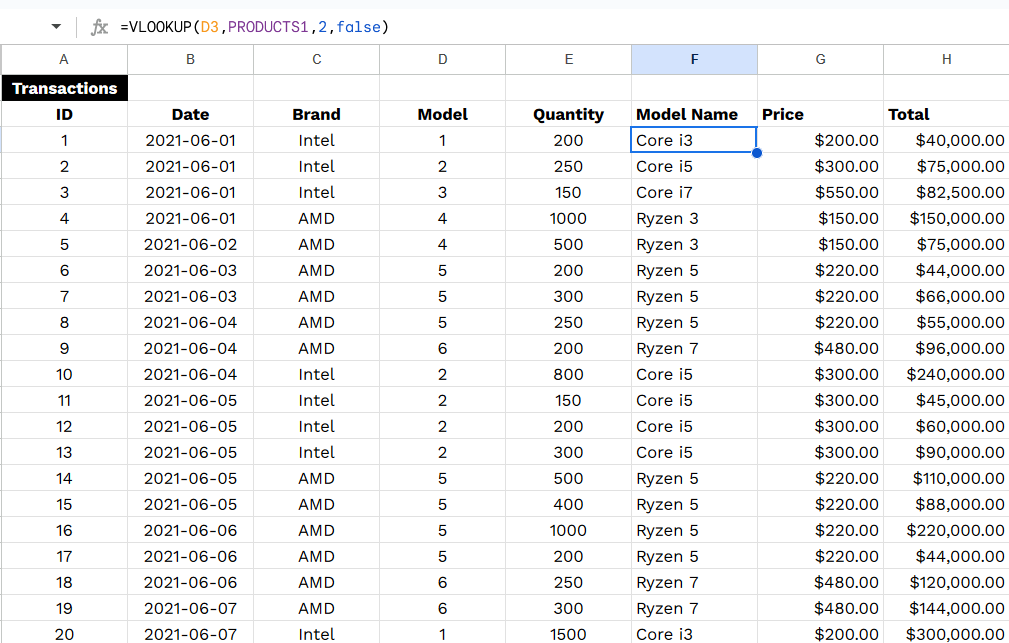 fx =VLOOKUP(D3,PRODUCTS1,2,false)
A B C D E F G H
Transactions
ID Date Brand Model Quantity Model Name Price Total
1 2021-06-01 Intel 1 200 Core i3 $200.00 $40,000.00
2 2021-06-01 Intel 2 250 Core i5 $300.00 $75,000.00
3 2021-06-01 Intel 3 150 Core i7 $550.00 $82,500.00
4 2021-06-01 AMD 4 1000 Ryzen 3 $150.00 $150,000.00
5 2021-06-02 AMD 4 500 Ryzen 3 $150.00 $75,000.00
6 2021-06-03 AMD 5 200 Ryzen 5 $220.00 $44,000.00
7 2021-06-03 AMD 5 300 Ryzen 5 $220.00 $66,000.00
8 2021-06-04 AMD 5 250 Ryzen 5 $220.00 $55,000.00
9 2021-06-04 AMD 6 200 Ryzen 7 $480.00 $96,000.00
10 2021-06-04 Intel 2 800 Core i5 $300.00 $240,000.00
11 2021-06-05 Intel 2 150 Core i5 $300.00 $45,000.00
12 2021-06-05 Intel 2 200 Core i5 $300.00 $60,000.00
13 2021-06-05 Intel 2 300 Core i5 $300.00 $90,000.00
14 2021-06-05 AMD 5 500 Ryzen 5 $220.00 $110,000.00
15 2021-06-05 AMD 5 400 Ryzen 5 $220.00 $88,000.00
16 2021-06-06 AMD 5 1000 Ryzen 5 $220.00 $220,000.00
17 2021-06-06 AMD 5 200 Ryzen 5 $220.00 $44,000.00
18 2021-06-06 AMD 6 250 Ryzen 7 $480.00 $120,000.00
19 2021-06-07 AMD 6 300 Ryzen 7 $480.00 $144,000.00
20 2021-06-07 Intel 1 1500 Core i3 $200.00 $300,000.00